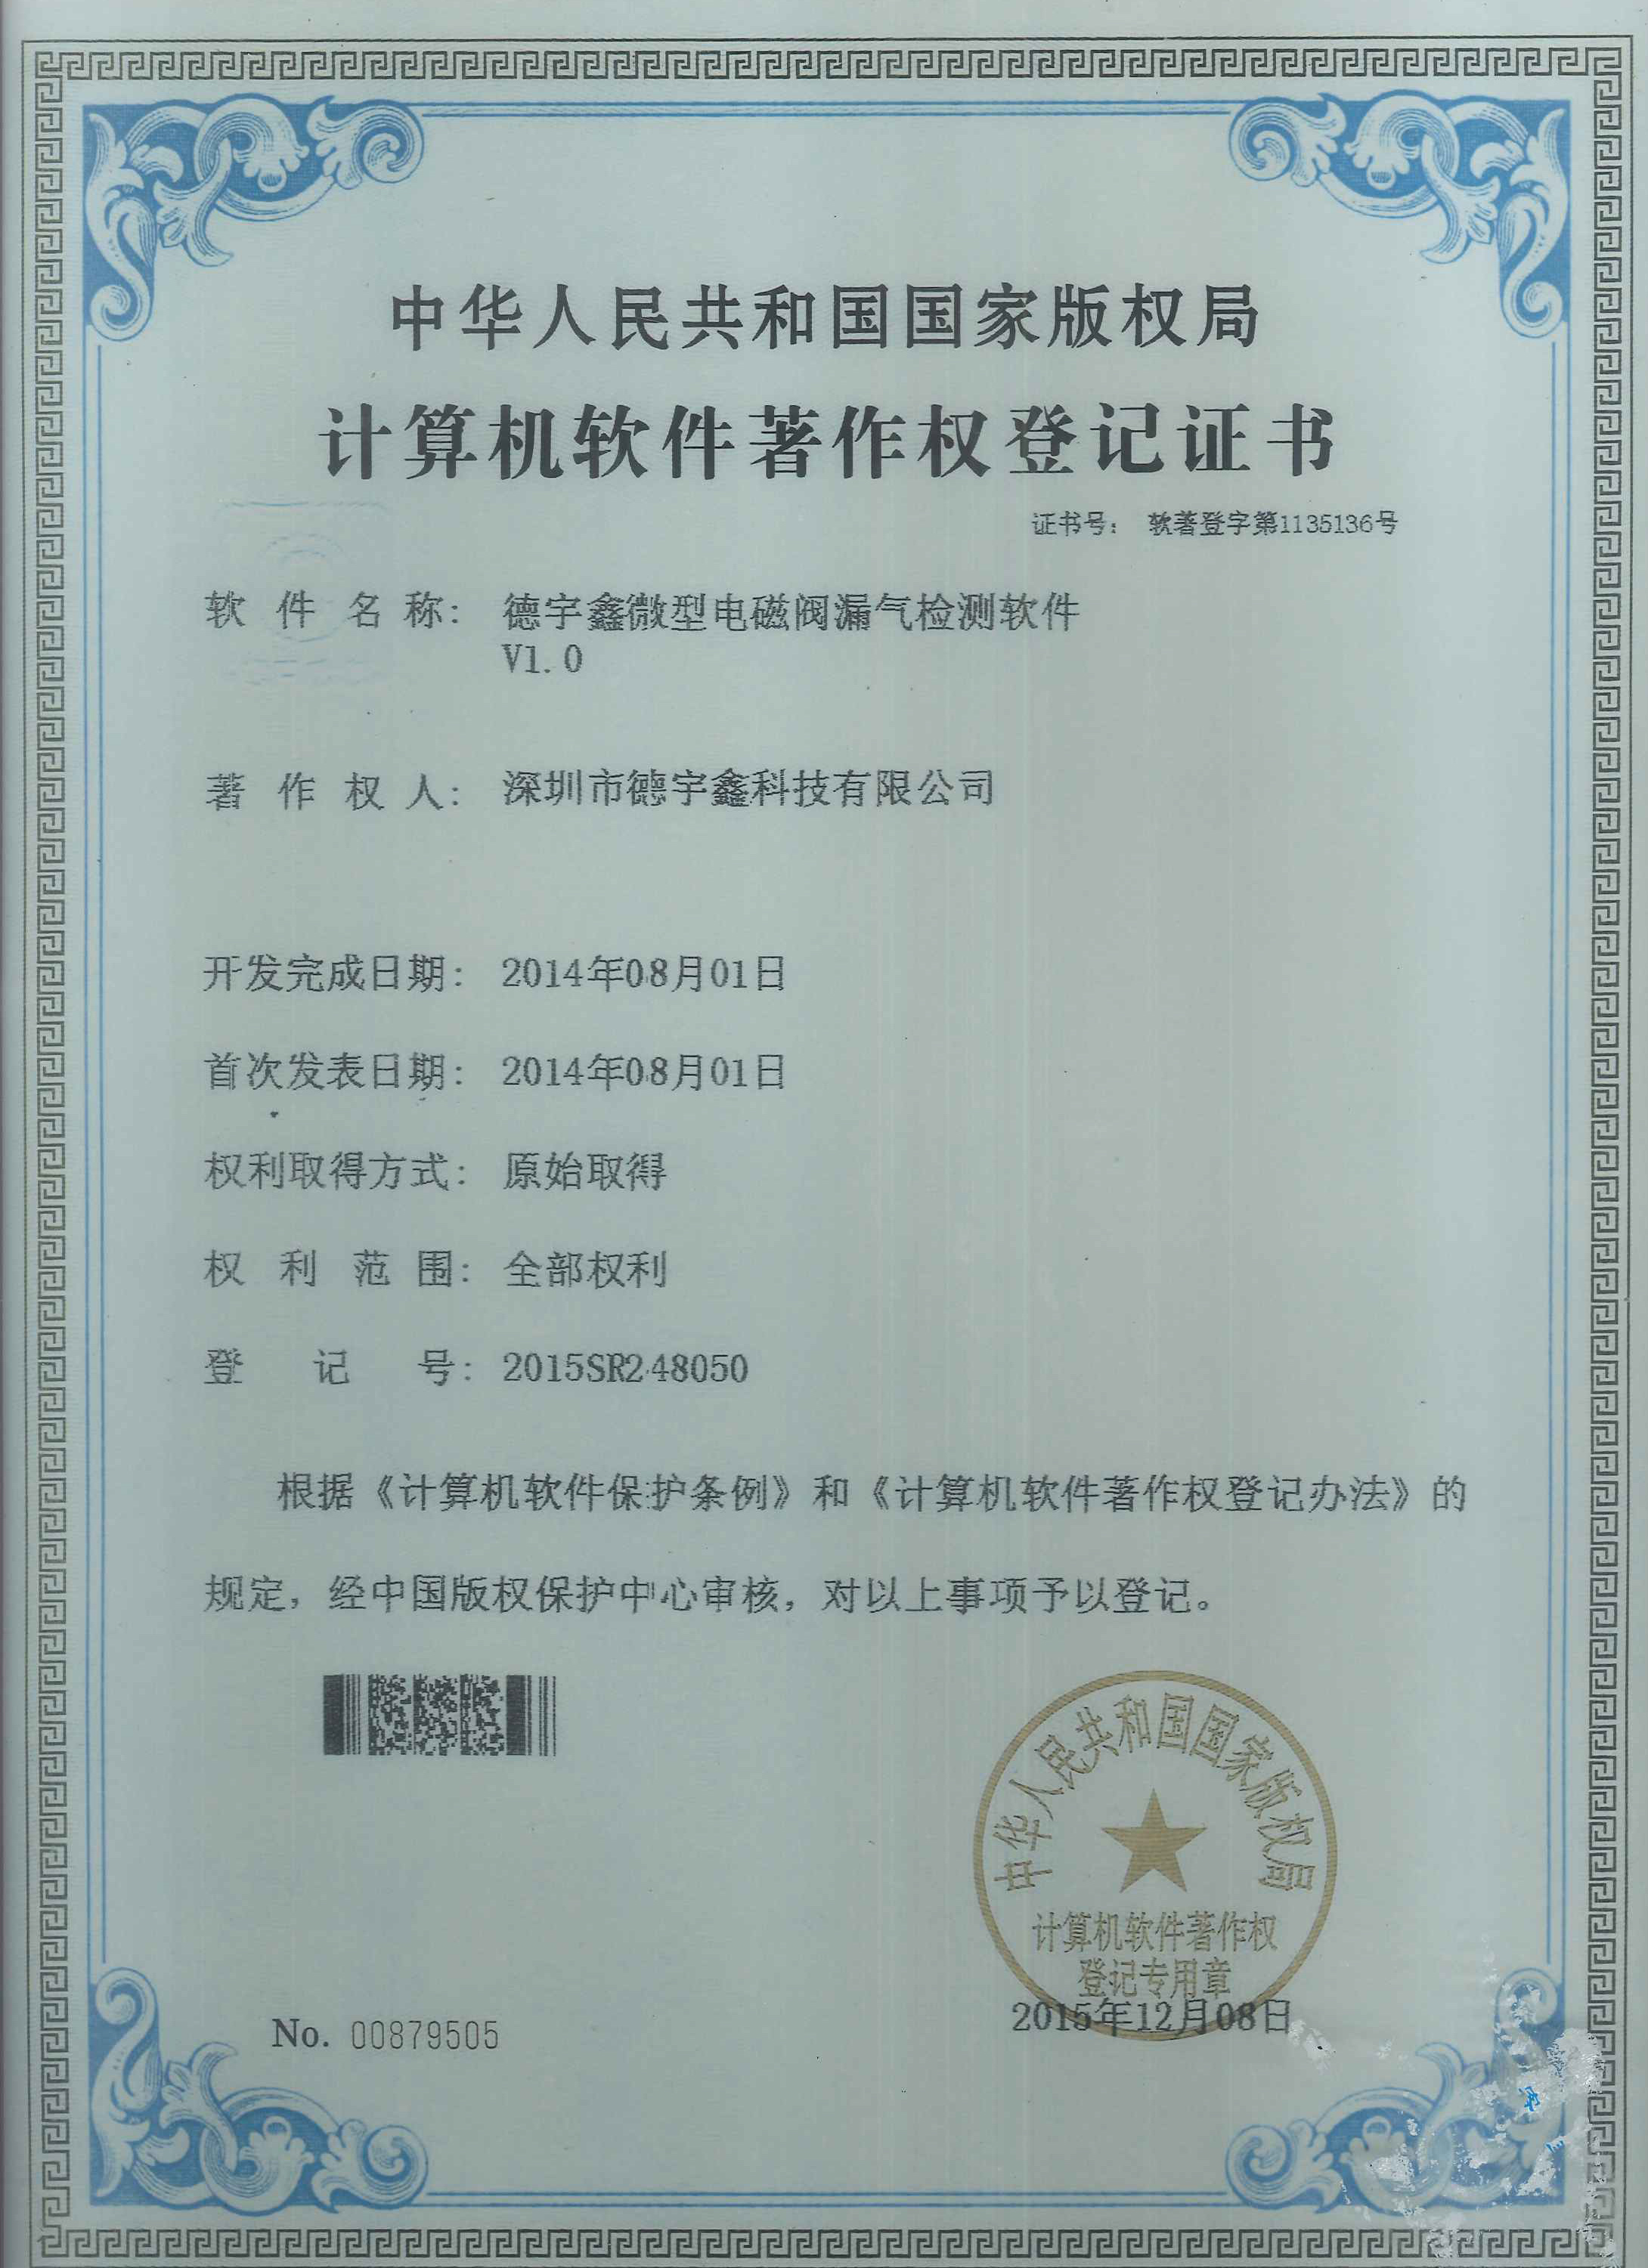 中华人民共和国国家版权局
计算机软件著作权登记证书
证书号： 软著登字第1135136号
软件名称： 德宇鑫微型电磁阀漏气检测软件
V1.0
著作权人： 深圳市德宇鑫科技有限公司
开发完成日期： 2014年08月01日
首次发表日期： 2014年08月01日
权利取得方式： 原始取得
权利范围： 全部权利
登记号： 2015SR248050
根据《计算机软件保护条例》和《计算机软件著作权登记办法》的
规定，经中国版权保护中心审核，对以上事项予以登记。
中华人民共和国国家版权局
计算机软件著作权
登记专用章
2015年12月08日
No. 00879505